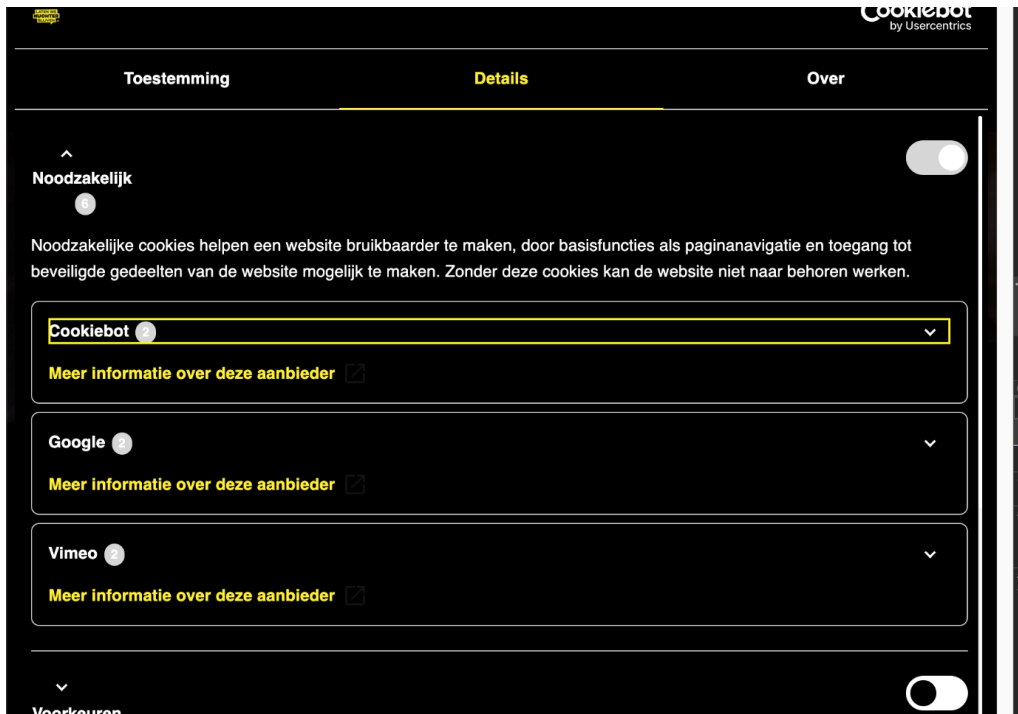 Cookiebot
by Usercentrics
Toestemming
Details
Over
Noodzakelijk
6
Noodzakelijke cookies helpen een website bruikbaarder te maken, door basisfuncties als paginanavigatie en toegang tot
beveiligde gedeelten van de website mogelijk te maken. Zonder deze cookies kan de website niet naar behoren werken.
Cookiebot 2
Meer informatie over deze aanbieder
Google 2
Meer informatie over deze aanbieder
Vimeo 2
Meer informatie over deze aanbieder
Voorkeuren